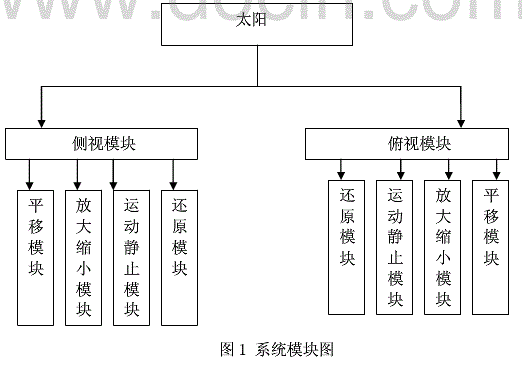 www.docin.com
太阳
侧视模块
俯视模块
平移模块
放大缩小模块
运动静止模块
还原模块
还原模块
运动静止模块
放大缩小模块
平移模块
图1 系统模块图